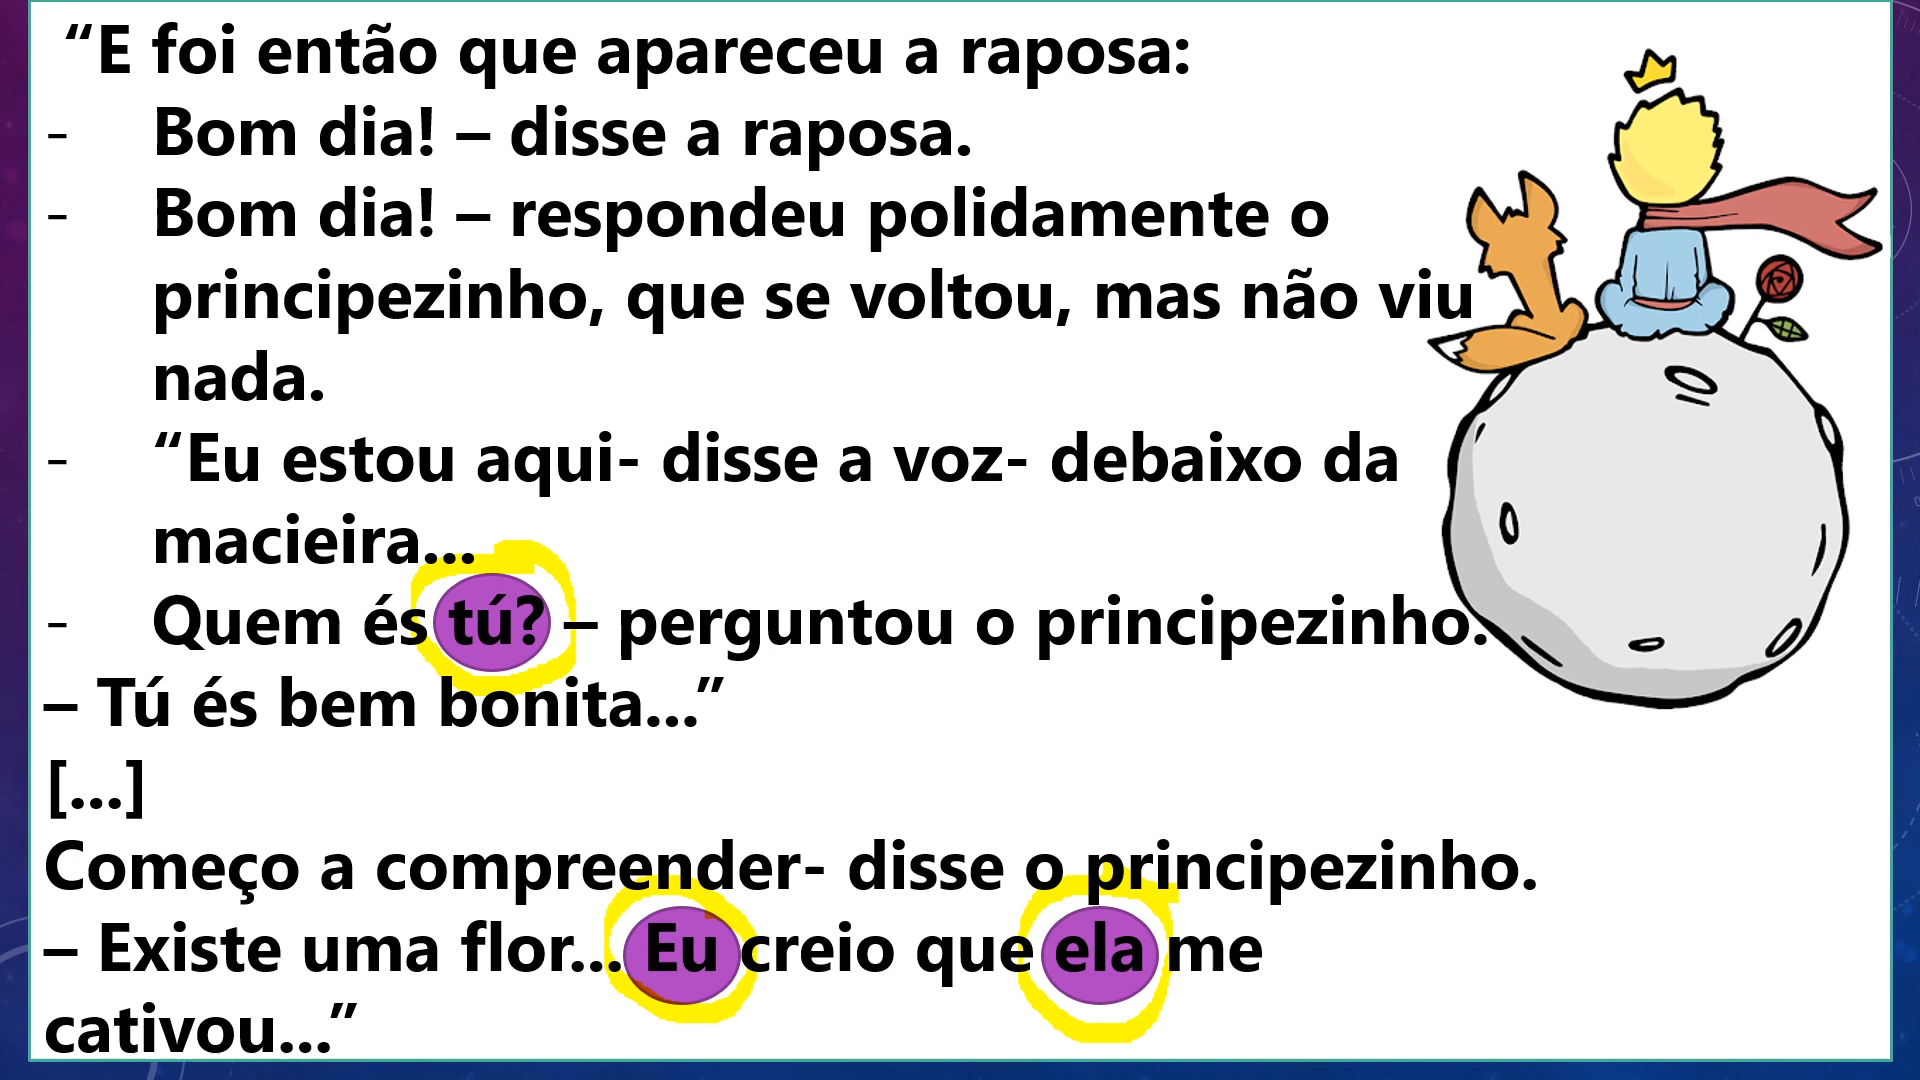 “E foi então que apareceu a raposa:
- Bom dia! – disse a raposa.
- Bom dia! – respondeu polidamente o
principezinho, que se voltou, mas não viu
nada.
- “Eu estou aqui- disse a voz- debaixo da
macieira...
- Quem és tú? – perguntou o principezinho.
– Tú és bem bonita...”
[...]
Começo a compreender- disse o principezinho.
– Existe uma flor... Eu creio que ela me
cativou...”